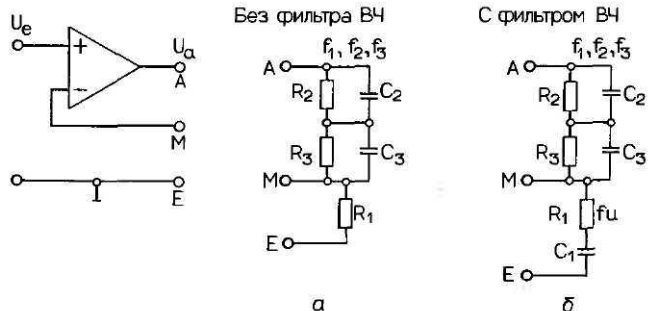 Без фильтра ВЧ
С фильтром ВЧ
Ue
+
−
Ua
A
M
E
f1, f2, f3
A
R2
C2
R3
C3
M
R1
E
а
f1, f2, f3
A
R2
C2
R3
C3
M
R1
fu
C1
E
б